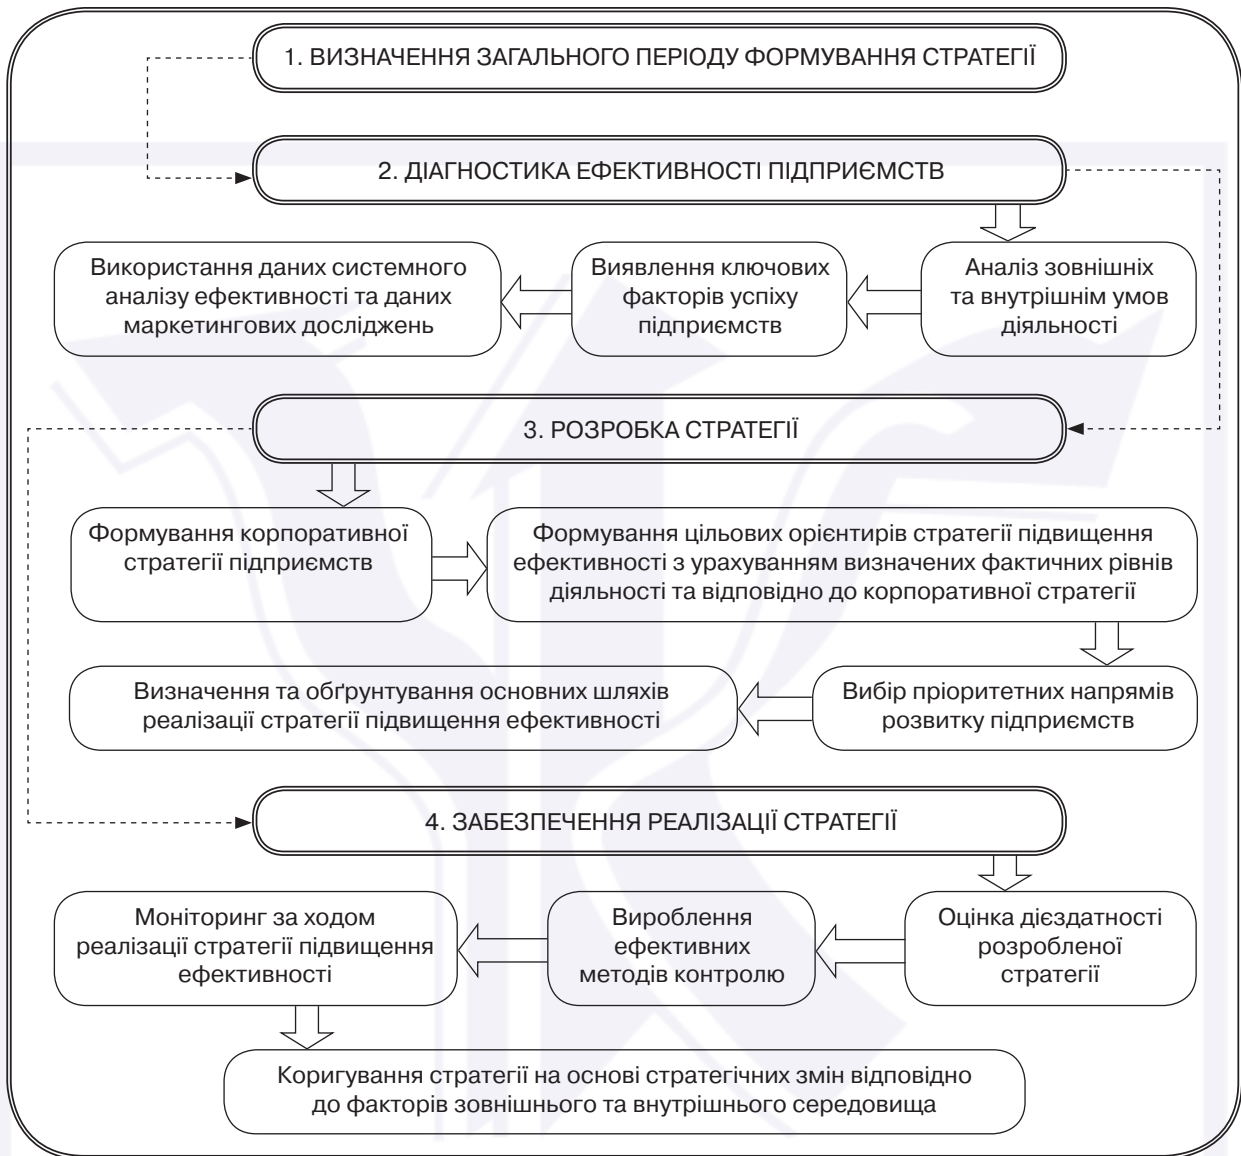 1. ВИЗНАЧЕННЯ ЗАГАЛЬНОГО ПЕРІОДУ ФОРМУВАННЯ СТРАТЕГІЇ
2. ДІАГНОСТИКА ЕФЕКТИВНОСТІ ПІДПРИЄМСТВ
Аналіз зовнішніх
та внутрішнім умов
діяльності
Виявлення ключових
факторів успіху
підприємств
Використання даних системного
аналізу ефективності та даних
маркетингових досліджень
3. РОЗРОБКА СТРАТЕГІЇ
Формування корпоративної
стратегії підприємств
Формування цільових орієнтирів стратегії підвищення
ефективності з урахуванням визначених фактичних рівнів
діяльності та відповідно до корпоративної стратегії
Вибір пріоритетних напрямів
розвитку підприємств
Визначення та обґрунтування основних шляхів
реалізації стратегії підвищення ефективності
4. ЗАБЕЗПЕЧЕННЯ РЕАЛІЗАЦІЇ СТРАТЕГІЇ
Оцінка дієздатності
розробленої
стратегії
Вироблення
ефективних
методів контролю
Моніторинг за ходом
реалізації стратегії підвищення
ефективності
Коригування стратегії на основі стратегічних змін відповідно
до факторів зовнішнього та внутрішнього середовища